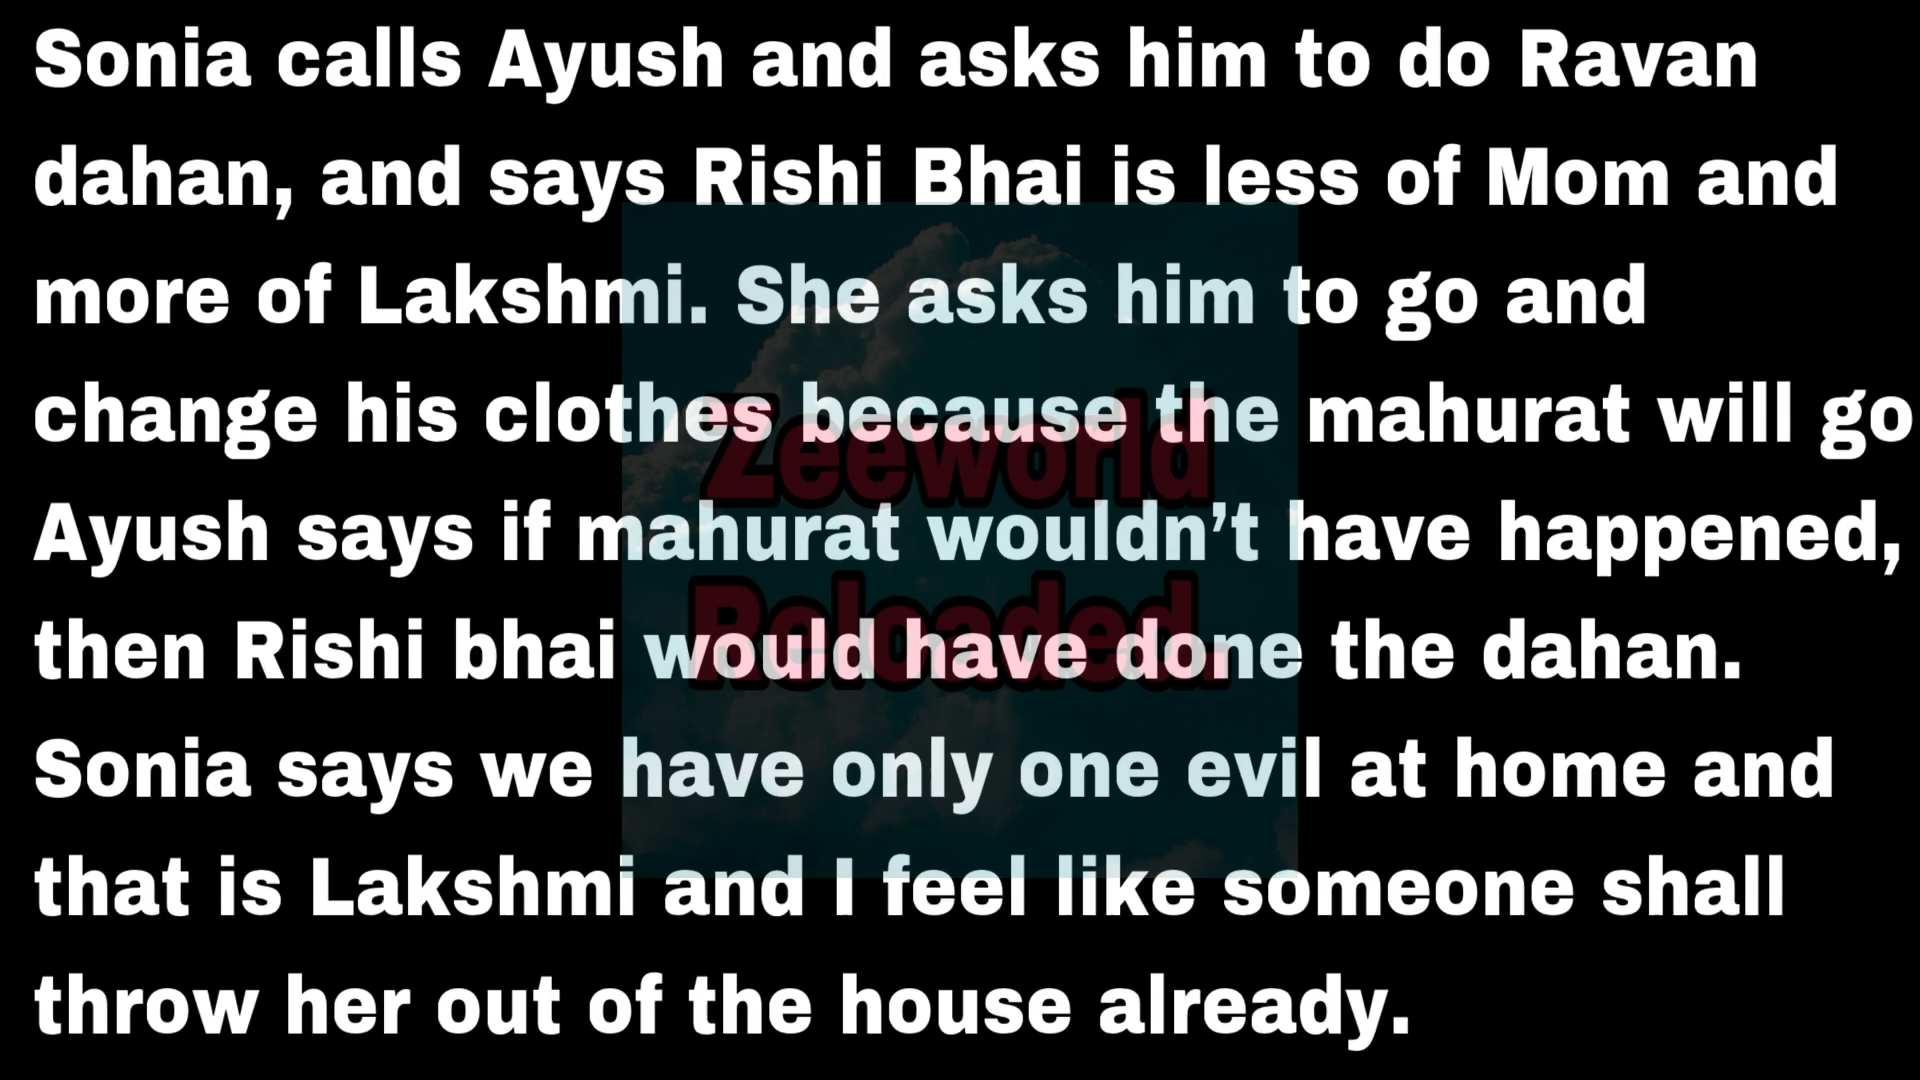 Sonia calls Ayush and asks him to do Ravan
dahan, and says Rishi Bhai is less of Mom and
more of Lakshmi. She asks him to go and
change his clothes because the mahurat will go
Ayush says if mahurat wouldn’t have happened,
then Rishi bhai would have done the dahan.
Sonia says we have only one evil at home and
that is Lakshmi and I feel like someone shall
throw her out of the house already.
Zeeworld
Reloaded.